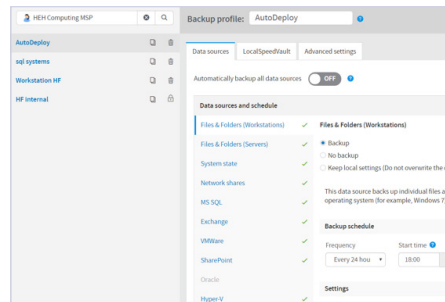 HEH Computing MSP
Backup profile: AutoDeploy
AutoDeploy
sql systems
Workstation HF
HF Internal
Data sources
LocalSpeedVault
Advanced settings
Automatically backup all data sources OFF
Data sources and schedule
Files & Folders (Workstations)
Files & Folders (Servers)
System state
Network shares
MS SQL
Exchange
VMWare
SharePoint
Oracle
Hyper-V
Files & Folders (Workstations)
Backup
No backup
Keep local settings (Do not overwrite the
This data source backs up individual files a
operating system (for example, Windows 7
Backup schedule
Frequency
Start time
Every 24 hou
18:00
Settings